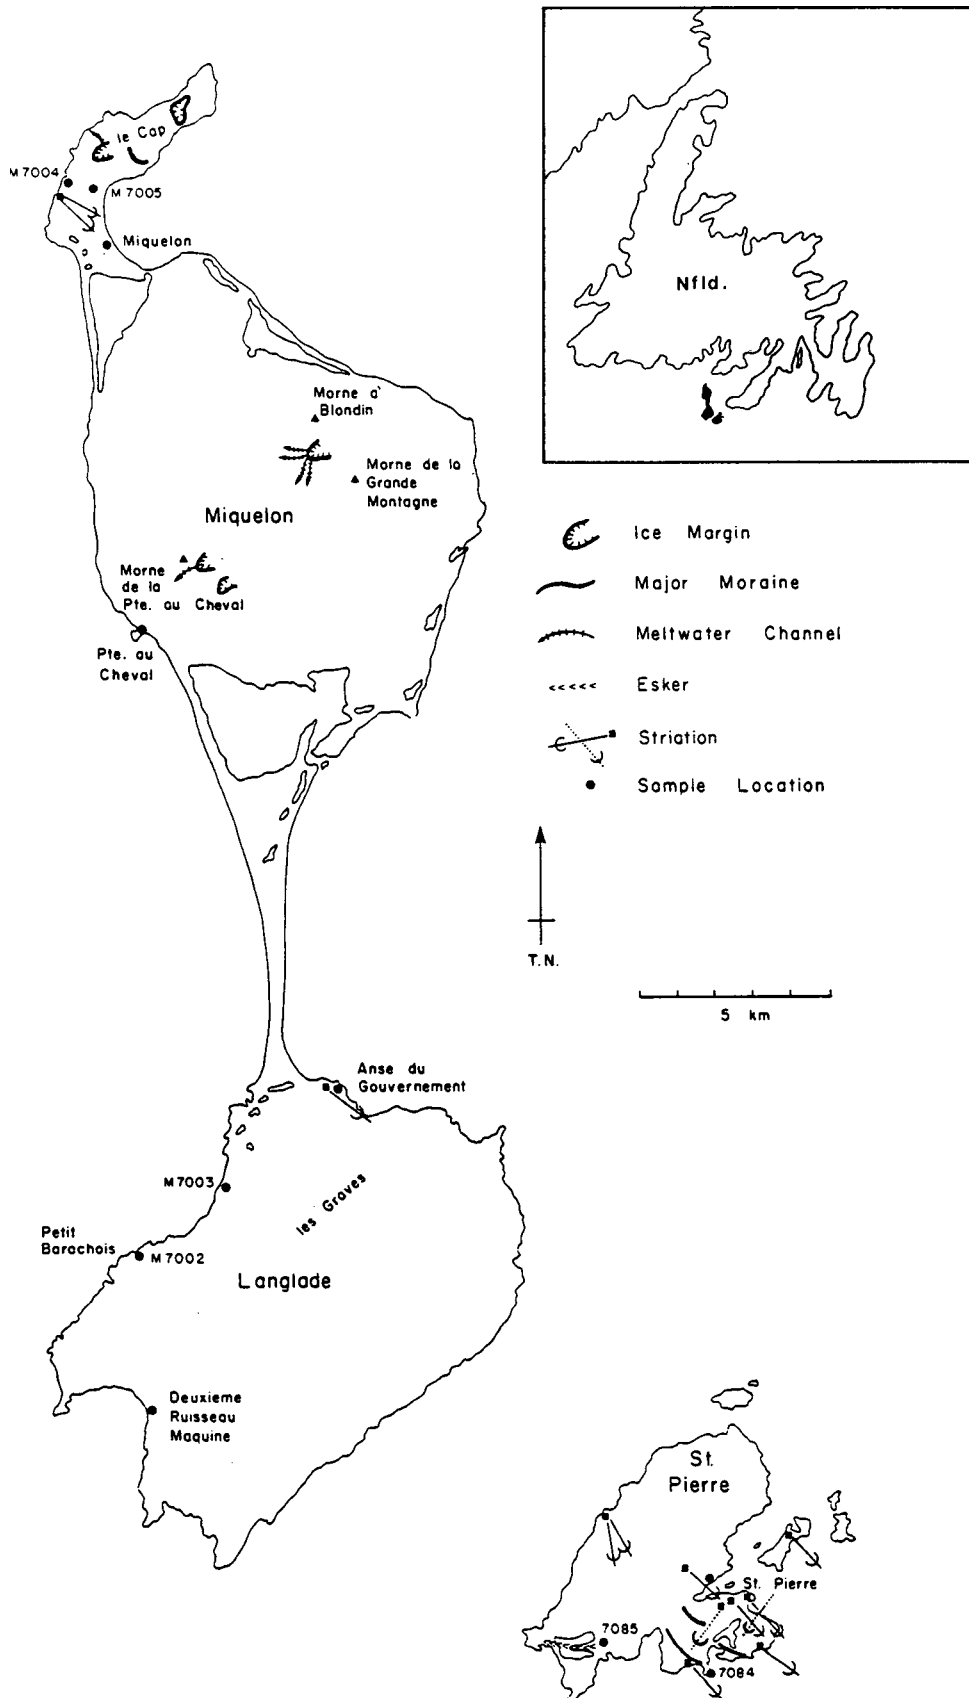 le Cap
M 7004
M 7005
Miquelon
Nfld.
Morne a'
Blondin
Morne de la
Grande
Montagne
Miquelon
Morne
de la
Pte. au Cheval
Pte. au
Cheval
Ice Margin
Major Moraine
Meltwater Channel
Esker
Striation
Sample Location
T.N.
5 km
Anse du
Gouvernement
M7003
les Graves
Petit
Barachois
M7002
Langlade
Deuxieme
Ruisseau
Maquine
St.
Pierre
St. Pierre
7085
7084